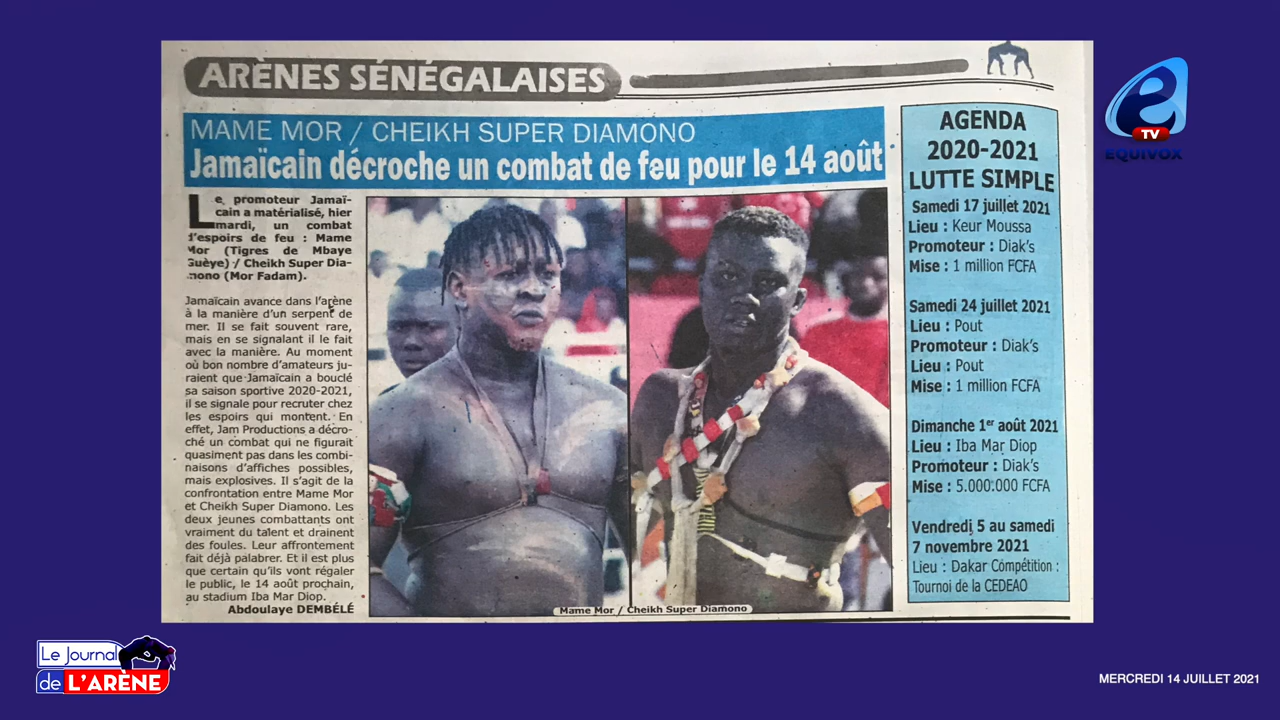 ARÈNES SÉNÉGALAISES
MAME MOR / CHEIKH SUPER DIAMONO
Jamaïcain décroche un combat de feu pour le 14 août
Le promoteur Jamaï-
cain a matérialisé, hier
mardi, un combat
d'espoirs de feu : Mame
Mor (Tigres de Mbaye
Guèye) / Cheikh Super Dia-
mono (Mor Fadam).
Jamaïcain avance dans l'arène
à la manière d'un serpent de
mer. Il se fait souvent rare,
mais en se signalant il le fait
avec la manière. Au moment
où bon nombre d'amateurs ju-
raient que Jamaïcain a bouclé
sa saison sportive 2020-2021,
il se signale pour recruter chez
les espoirs qui montent. En
effet, Jam Productions a décro-
ché un combat qui ne figurait
quasiment pas dans les combi-
naisons d'affiches possibles,
mais explosives. Il s'agit de la
confrontation entre Mame Mor
et Cheikh Super Diamono. Les
deux jeunes combattants ont
vraiment du talent et drainent
des foules. Leur affrontement
fait déjà palabrer. Et il est plus
que certain qu'ils vont régaler
le public, le 14 août prochain,
au stadium Iba Mar Diop.
Abdoulaye DEMBÉLÉ
Mame Mor / Cheikh Super Diamono
AGENDA
2020-2021
LUTTE SIMPLE
Samedi 17 juillet 2021
Lieu : Keur Moussa
Promoteur : Diak's
Mise : 1 million FCFA
Samedi 24 juillet 2021
Lieu : Pout
Promoteur : Diak's
Lieu : Pout
Mise : 1 million FCFA
Dimanche 1er août 2021
Lieu : Iba Mar Diop
Promoteur : Diak's
Mise : 5.000.000 FCFA
Vendredi 5 au samedi
7 novembre 2021
Lieu : Dakar Compétition :
Tournoi de la CEDEAO
e
TV
EQUIVOX
Le Journal
de L'ARÈNE
MERCREDI 14 JUILLET 2021